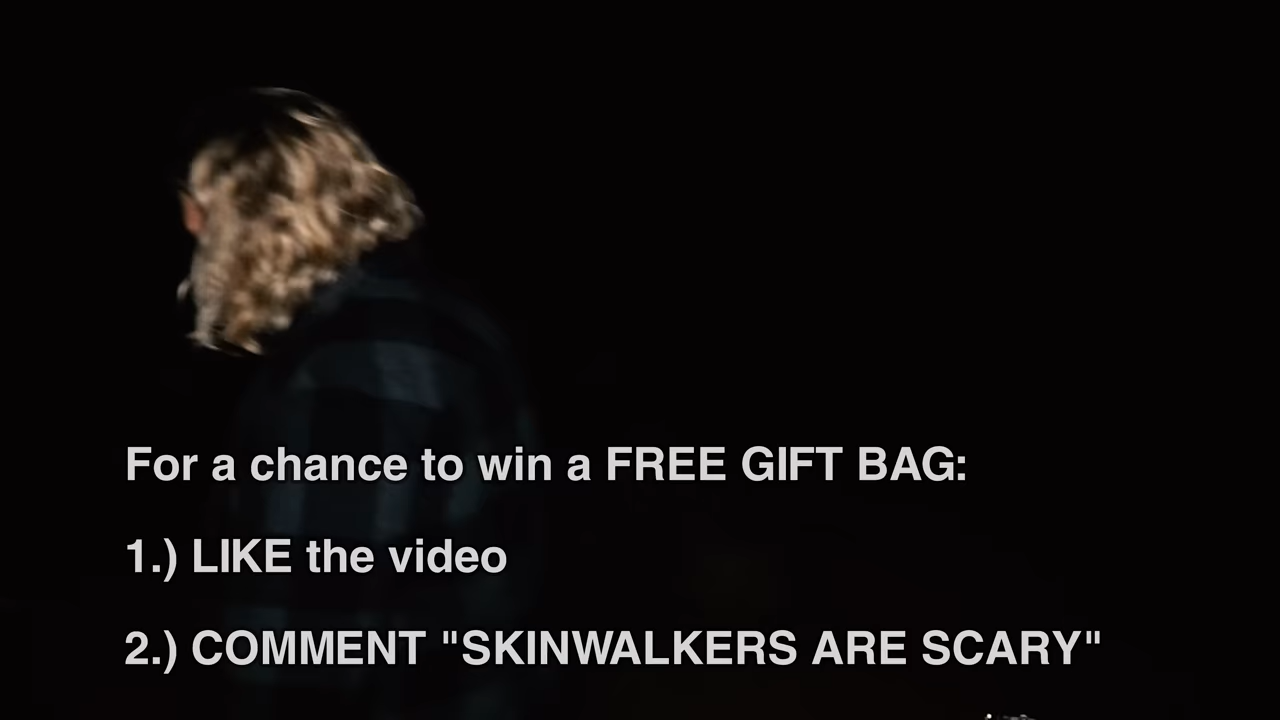 For a chance to win a FREE GIFT BAG:
1.) LIKE the video
2.) COMMENT "SKINWALKERS ARE SCARY"